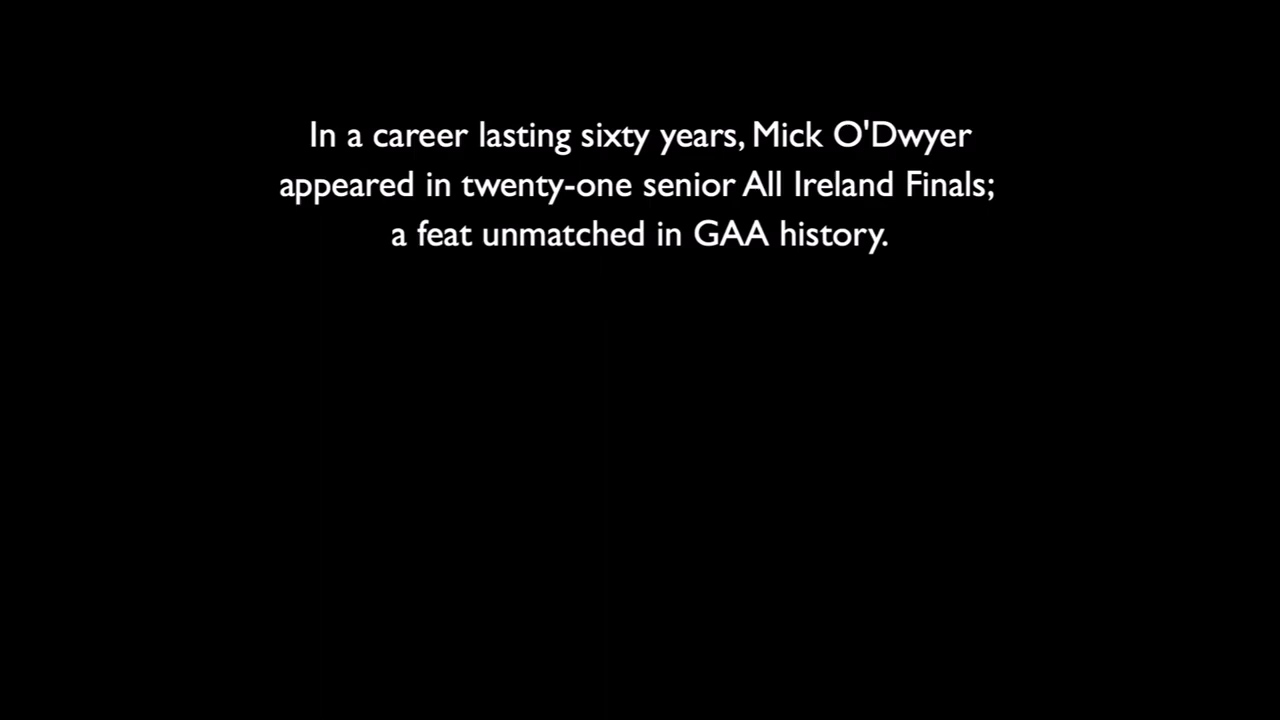 In a career lasting sixty years, Mick O'Dwyer
appeared in twenty-one senior All Ireland Finals;
a feat unmatched in GAA history.